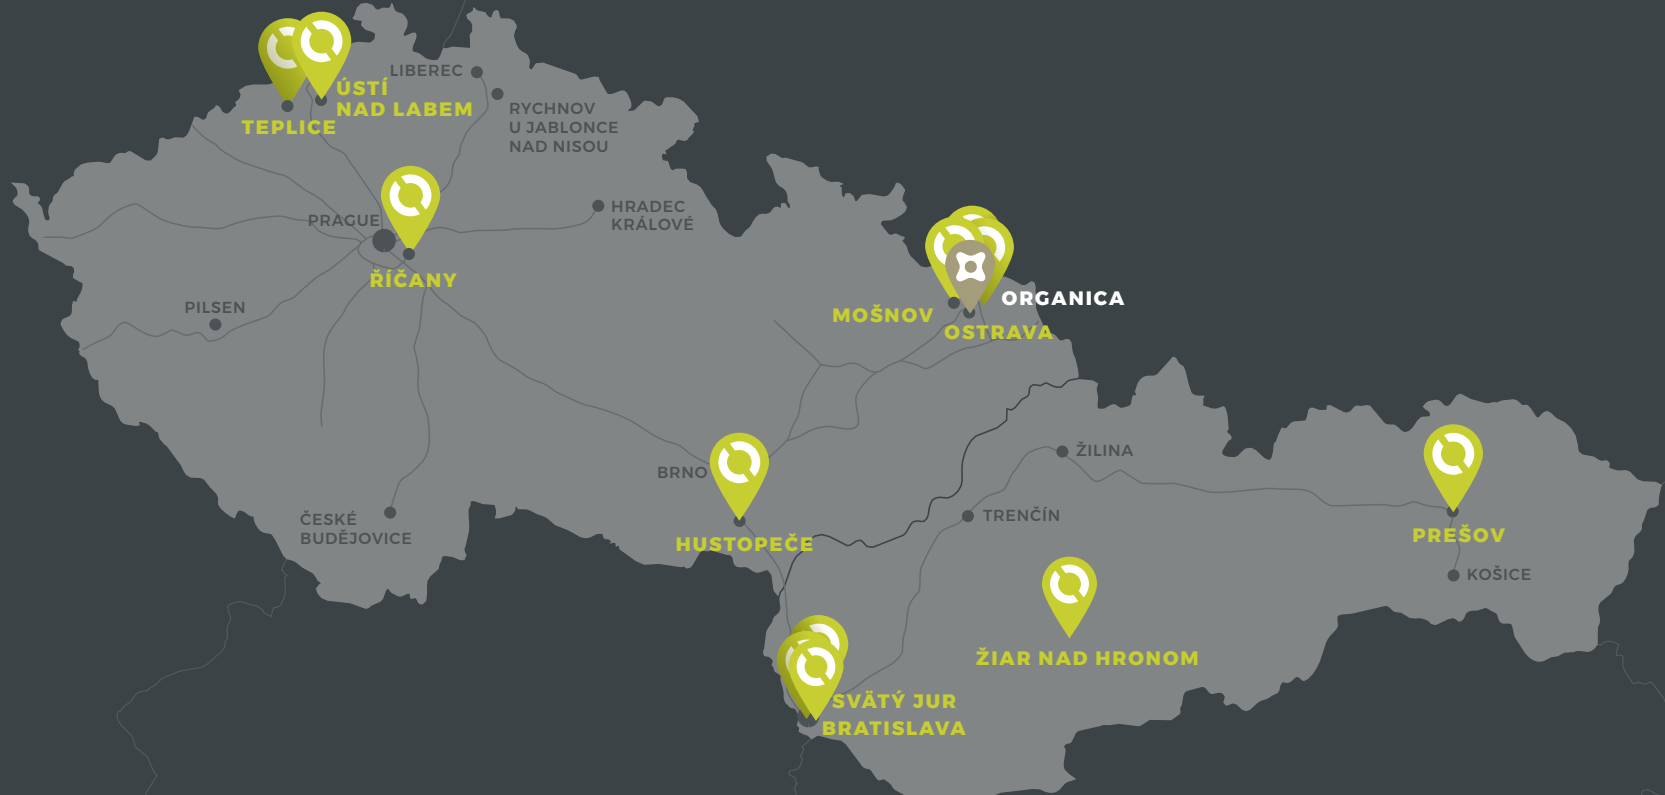 LIBEREC
ÚSTÍ
NAD LABEM
TEPLICE
RYCHNOV
U JABLONCE
NAD NISOU
PRAGUE
HRADEC
KRÁLOVÉ
ŘÍČANY
PILSEN
ORGANICA
MOŠNOV
OSTRAVA
BRNO
ŽILINA
ČESKÉ
BUDĚJOVICE
TRENČÍN
HUSTOPEČE
PREŠOV
KOŠICE
ŽIAR NAD HRONOM
SVÄTÝ JUR
BRATISLAVA